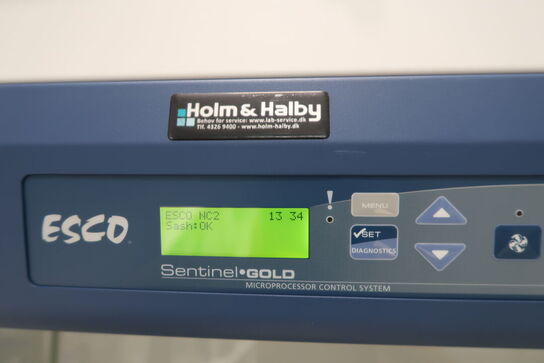 Holm & Halby
Behov for service: www.lab-service.dk
Tlf. 4326 9400 - www.holm-halby.dk
ESCO
ESCO NC2 13 34
Sash:OK
!
MENU
✓SET
DIAGNOSTICS
Sentinel•GOLD
MICROPROCESSOR CONTROL SYSTEM